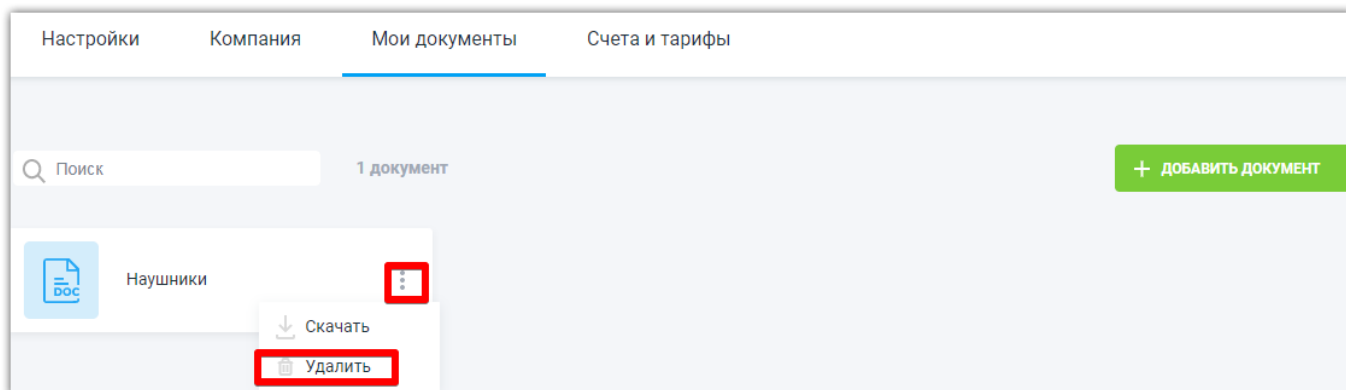 Настройки Компания Мои документы Счета и тарифы
Поиск 1 документ + ДОБАВИТЬ ДОКУМЕНТ
DOC Наушники
Скачать
Удалить